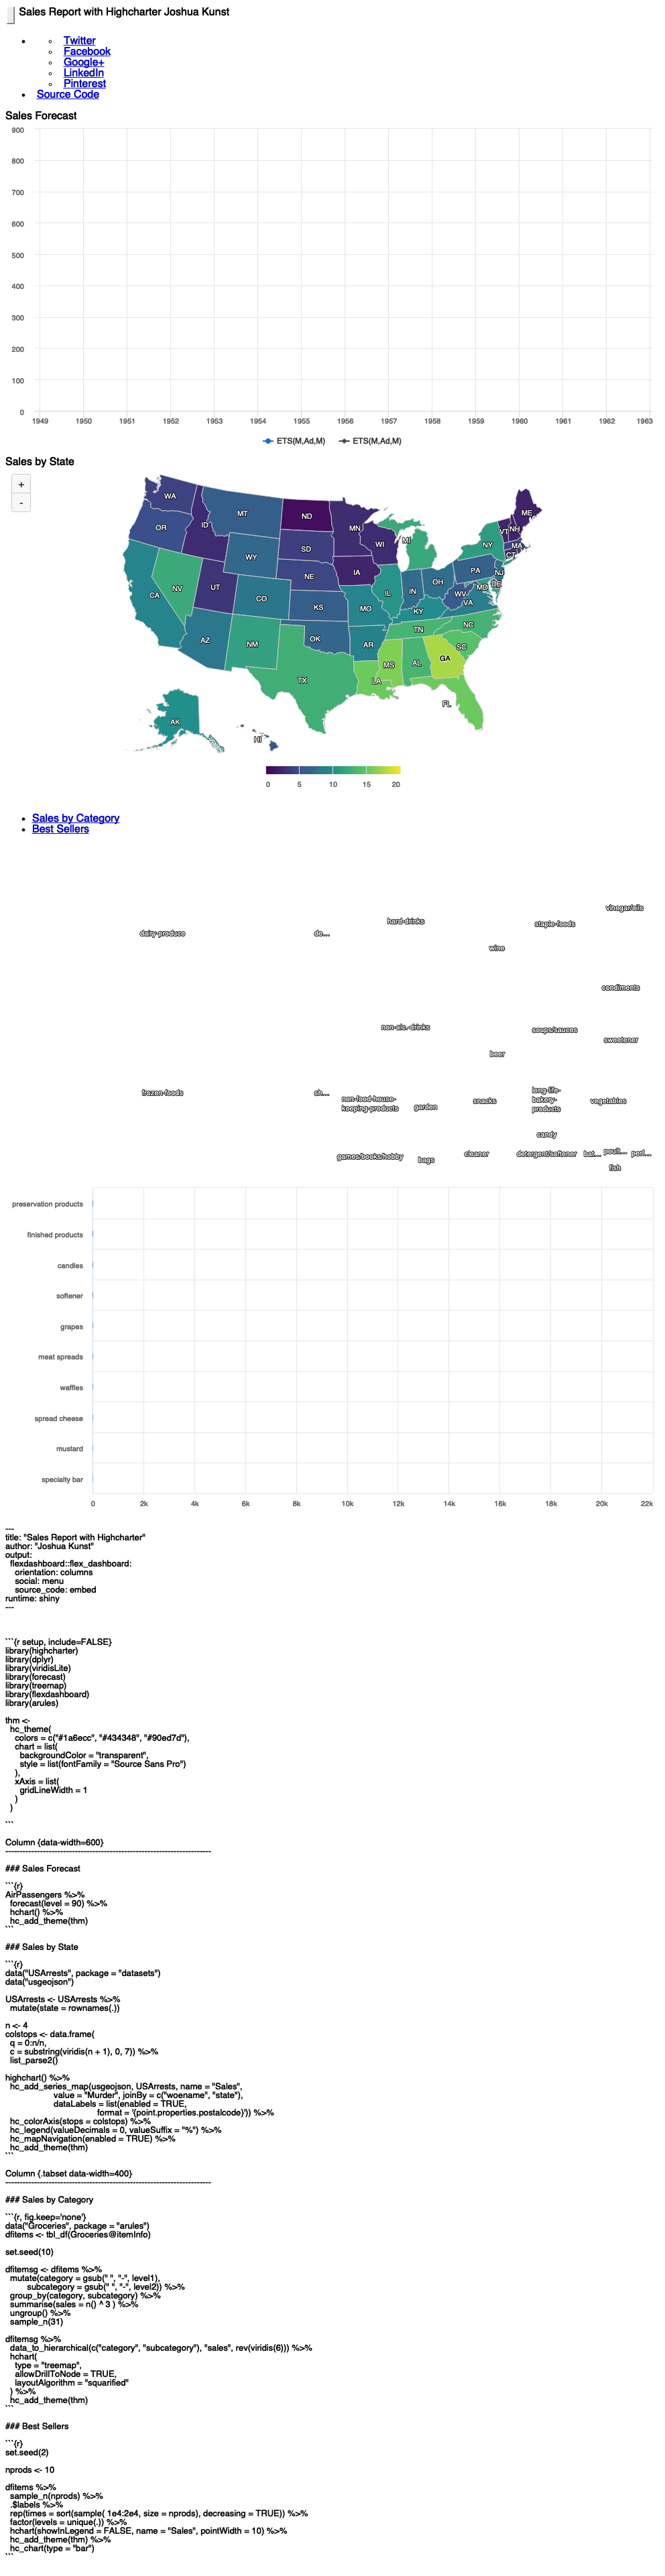 Sales Report with Highcharter Joshua Kunst
Twitter
Facebook
Google+
LinkedIn
Pinterest
Source Code
Sales Forecast
900
800
700
600
500
400
300
200
100
0
1949 1950 1951 1952 1953 1954 1955 1956 1957 1958 1959 1960 1961 1962 1963
ETS(M,Ad,M) ETS(M,Ad,M)
Sales by State
+
-
WA
MT
ND
MN
ME
OR
ID
SD
WI
MI
VT
NH
NY
MA
CT
WY
IA
NE
PA
NJ
NV
UT
CO
IL
IN
OH
MD
DE
CA
KS
MO
WV
VA
KY
NC
TN
AZ
NM
OK
AR
SC
MS
AL
GA
TX
LA
FL
AK
HI
0 5 10 15 20
Sales by Category
Best Sellers
vinegar/oils
hard-drinks
staple-foods
dairy-produce
de...
wine
condiments
non-alc.-drinks
soups/sauces
sweetener
beer
frozen-foods
sh...
non-food-house-
keeping-products
garden
snacks
long-life-
bakery-
products
vegetables
candy
games/books/hobby
bags
cleaner
detergent/softener
bat...
poult...
perf...
fish
preservation products
finished products
candles
softener
grapes
meat spreads
waffles
spread cheese
mustard
specialty bar
0 2k 4k 6k 8k 10k 12k 14k 16k 18k 20k 22k
---
title: "Sales Report with Highcharter"
author: "Joshua Kunst"
output:
flexdashboard::flex_dashboard:
orientation: columns
social: menu
source_code: embed
runtime: shiny
---
```{r setup, include=FALSE}
library(highcharter)
library(dplyr)
library(viridisLite)
library(forecast)
library(treemap)
library(flexdashboard)
library(arules)
thm <-
hc_theme(
colors = c("#1a6ecc", "#434348", "#90ed7d"),
chart = list(
backgroundColor = "transparent",
style = list(fontFamily = "Source Sans Pro")
),
xAxis = list(
gridLineWidth = 1
)
)
```
Column {data-width=600}
-----------------------------------------------------------------------
### Sales Forecast
```{r}
AirPassengers %>%
forecast(level = 90) %>%
hchart() %>%
hc_add_theme(thm)
```
### Sales by State
```{r}
data("USArrests", package = "datasets")
data("usgeojson")
USArrests <- USArrests %>%
mutate(state = rownames(.))
n <- 4
colstops <- data.frame(
q = 0:n/n,
c = substring(viridis(n + 1), 0, 7)) %>%
list_parse2()
highchart() %>%
hc_add_series_map(usgeojson, USArrests, name = "Sales",
value = "Murder", joinBy = c("woename", "state"),
dataLabels = list(enabled = TRUE,
format = '{point.properties.postalcode}')) %>%
hc_colorAxis(stops = colstops) %>%
hc_legend(valueDecimals = 0, valueSuffix = "%") %>%
hc_mapNavigation(enabled = TRUE) %>%
hc_add_theme(thm)
```
Column {.tabset data-width=400}
-----------------------------------------------------------------------
### Sales by Category
```{r, fig.keep='none'}
data("Groceries", package = "arules")
dfitems <- tbl_df(Groceries@itemInfo)
set.seed(10)
dfitemsg <- dfitems %>%
mutate(category = gsub(" ", "-", level1),
subcategory = gsub(" ", "-", level2)) %>%
group_by(category, subcategory) %>%
summarise(sales = n() ^ 3 ) %>%
ungroup() %>%
sample_n(31)
dfitemsg %>%
data_to_hierarchical(c("category", "subcategory"), "sales", rev(viridis(6))) %>%
hchart(
type = "treemap",
allowDrillToNode = TRUE,
layoutAlgorithm = "squarified"
) %>%
hc_add_theme(thm)
```
### Best Sellers
```{r}
set.seed(2)
nprods <- 10
dfitems %>%
sample_n(nprods) %>%
.$labels %>%
rep(times = sort(sample( 1e4:2e4, size = nprods), decreasing = TRUE)) %>%
factor(levels = unique(.)) %>%
hchart(showInLegend = FALSE, name = "Sales", pointWidth = 10) %>%
hc_add_theme(thm) %>%
hc_chart(type = "bar")
```